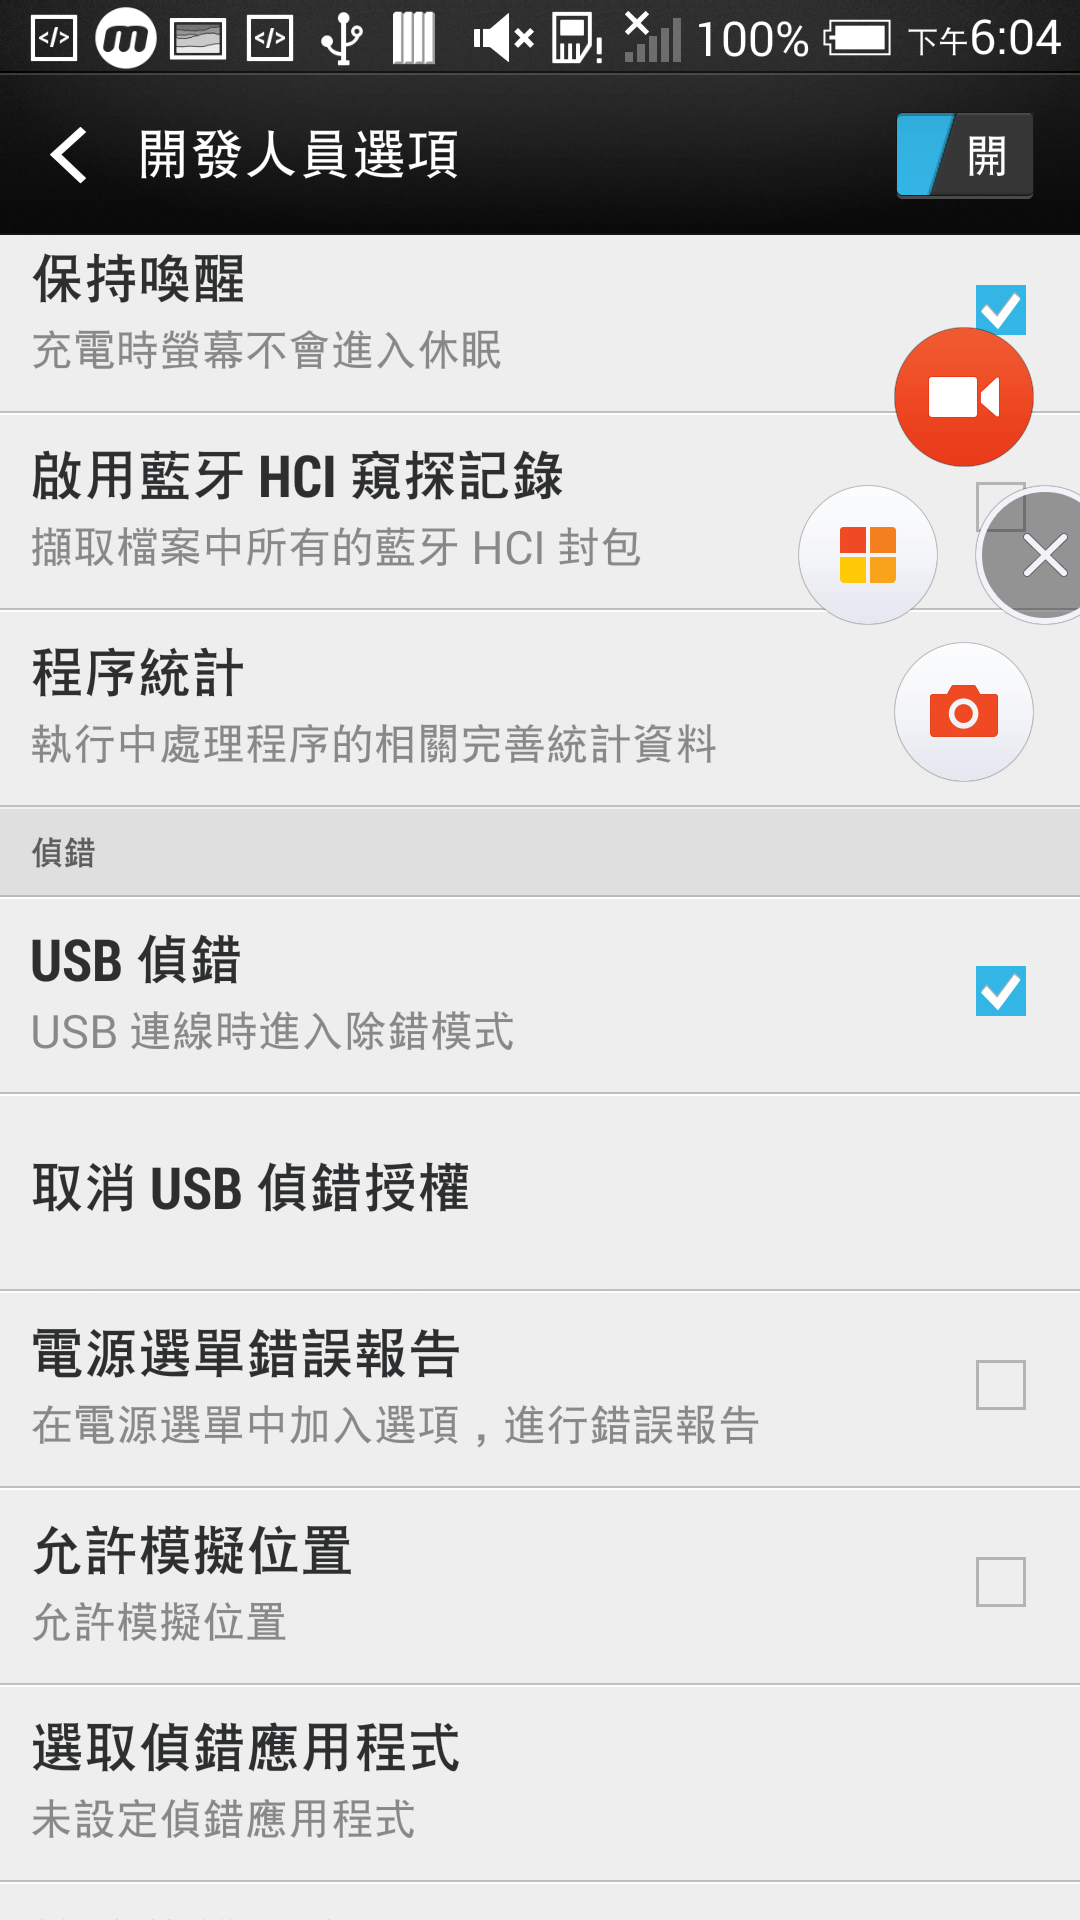 100% 下午6:04
開發人員選項
開
保持喚醒
充電時螢幕不會進入休眠
啟用藍牙 HCI 窺探記錄
擷取檔案中所有的藍牙 HCI 封包
程序統計
執行中處理程序的相關完善統計資料
偵錯
USB 偵錯
USB 連線時進入除錯模式
取消 USB 偵錯授權
電源選單錯誤報告
在電源選單中加入選項，進行錯誤報告
允許模擬位置
允許模擬位置
選取偵錯應用程式
未設定偵錯應用程式